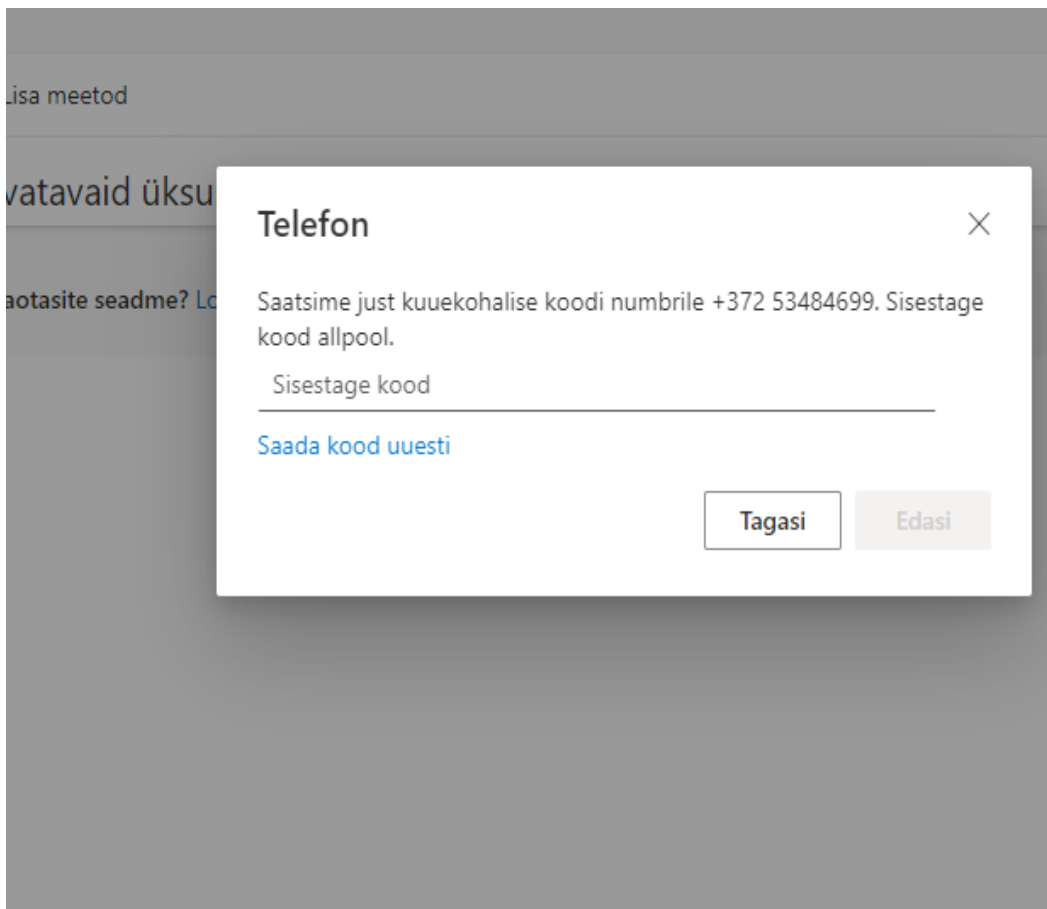 Lisa meetod
vatavaid üksu
Telefon
aotasite seadme? Lo
Saatsime just kuuekohalise koodi numbrile +372 53484699. Sisestage
kood allpool.
Sisestage kood
Saada kood uuesti
Tagasi
Edasi